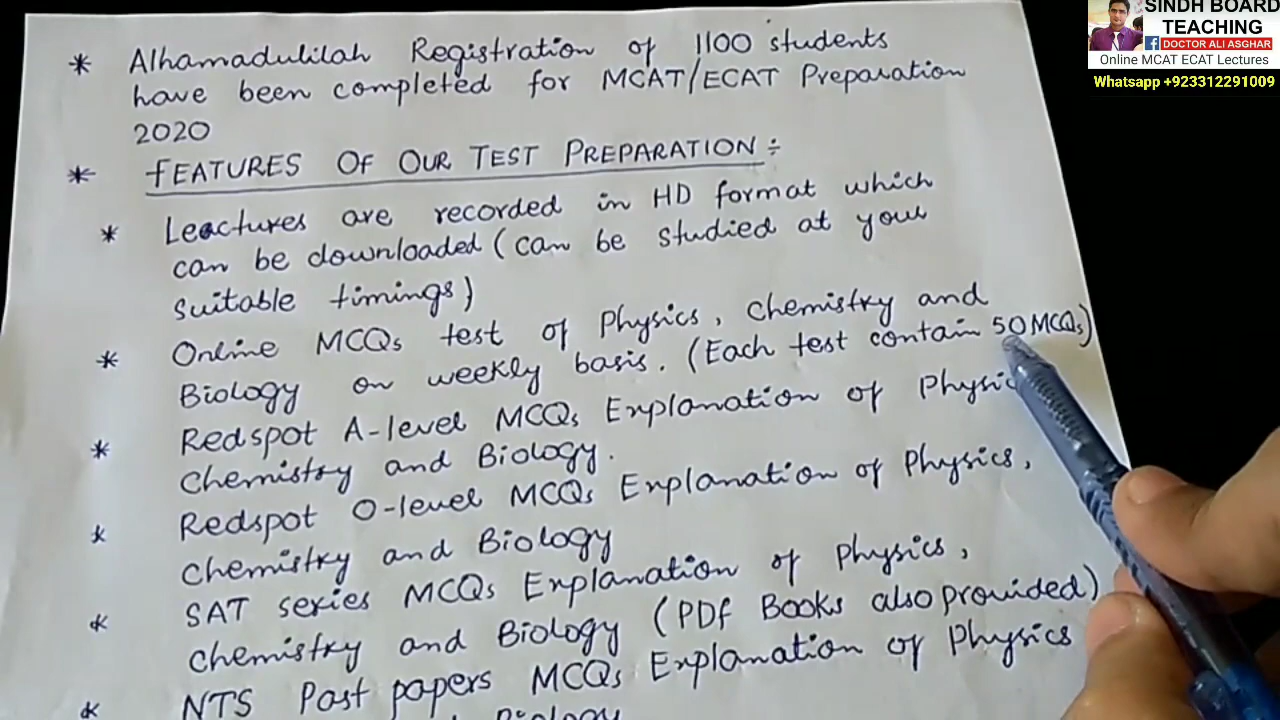 SINDH BOARD
TEACHING
DOCTOR ALI ASGHAR
Online MCAT ECAT Lectures
Whatsapp +923312291009
* Alhamadulilah Registration of 1100 students
have been completed for MCAT/ECAT Preparation
2020
* FEATURES OF OUR TEST PREPARATION:
* Leactures are recorded in HD format which
can be downloaded (can be studied at your
suitable timings)
* Online MCQs test of Physics, Chemistry and
Biology on weekly basis. (Each test contain 50 MCQs)
* Redspot A-level MCQs Explanation of Physic
Chemistry and Biology.
* Redspot O-level MCQs Explanation of Physics,
Chemistry and Biology
* SAT series MCQs Explanation of Physics,
Chemistry and Biology (PDF Books also provided)
* NTS Past papers MCQs Explanation of Physics
Biology